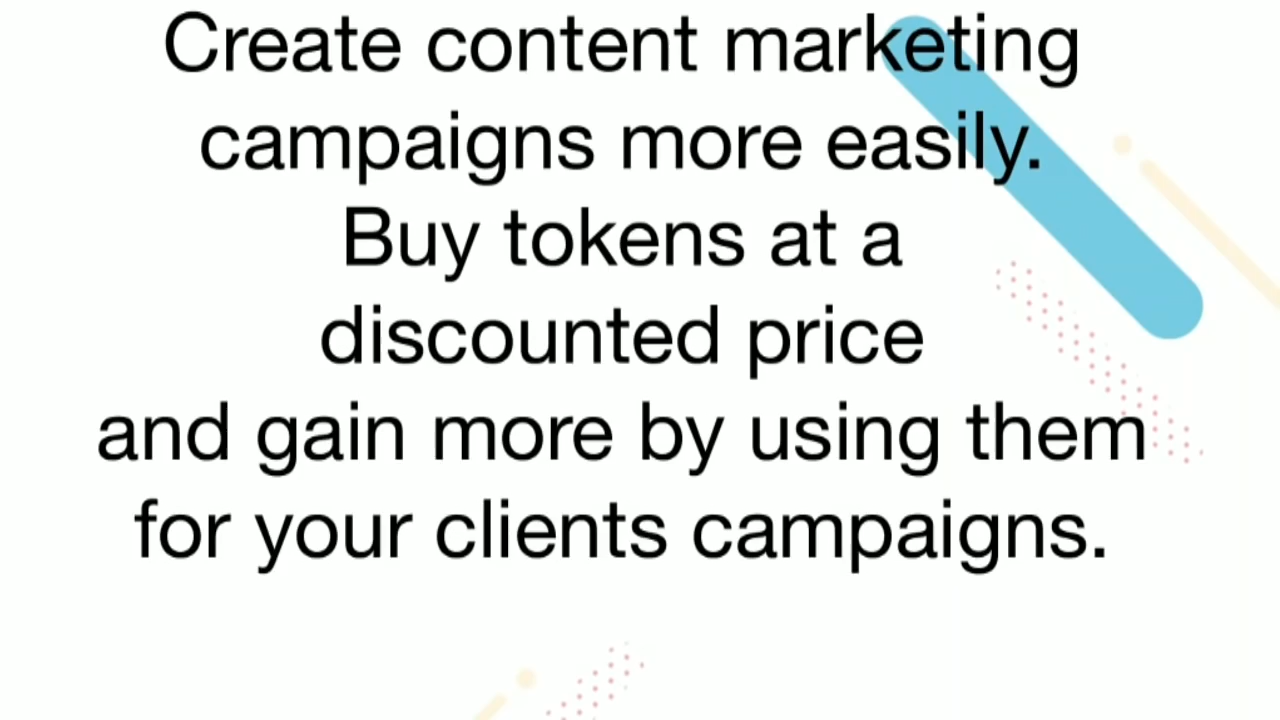 Create content marketing
campaigns more easily.
Buy tokens at a
discounted price
and gain more by using them
for your clients campaigns.